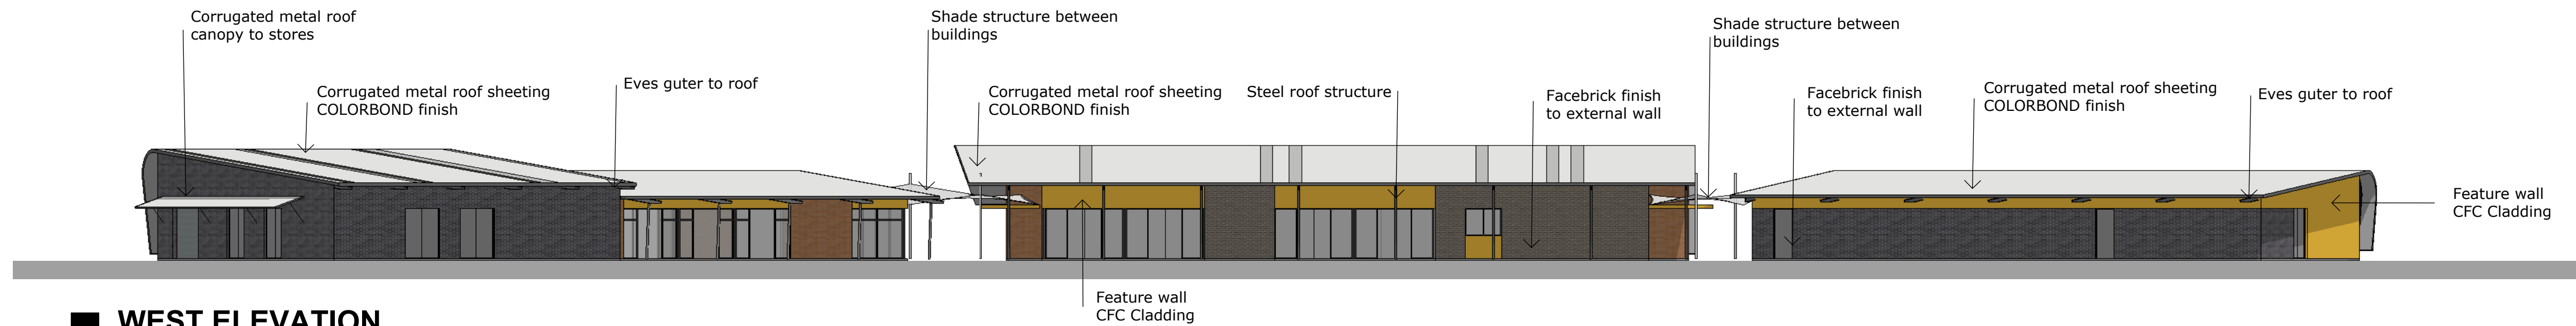 Corrugated metal roof
canopy to stores
Corrugated metal roof sheeting
COLORBOND finish
Eves guter to roof
Shade structure between
buildings
Corrugated metal roof sheeting
COLORBOND finish
Steel roof structure
Facebrick finish
to external wall
Shade structure between
buildings
Facebrick finish
to external wall
Corrugated metal roof sheeting
COLORBOND finish
Eves guter to roof
Feature wall
CFC Cladding
Feature wall
CFC Cladding
WEST ELEVATION